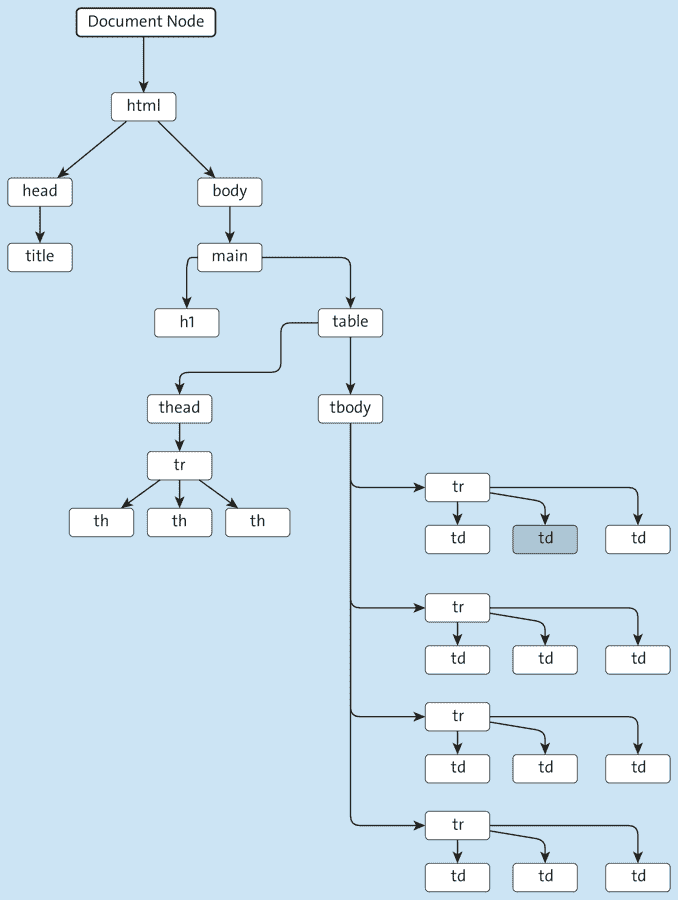 Document Node
html
head
body
title
main
h1
table
thead
tbody
tr
th
th
th
tr
td
td
td
tr
td
td
td
tr
td
td
td
tr
td
td
td